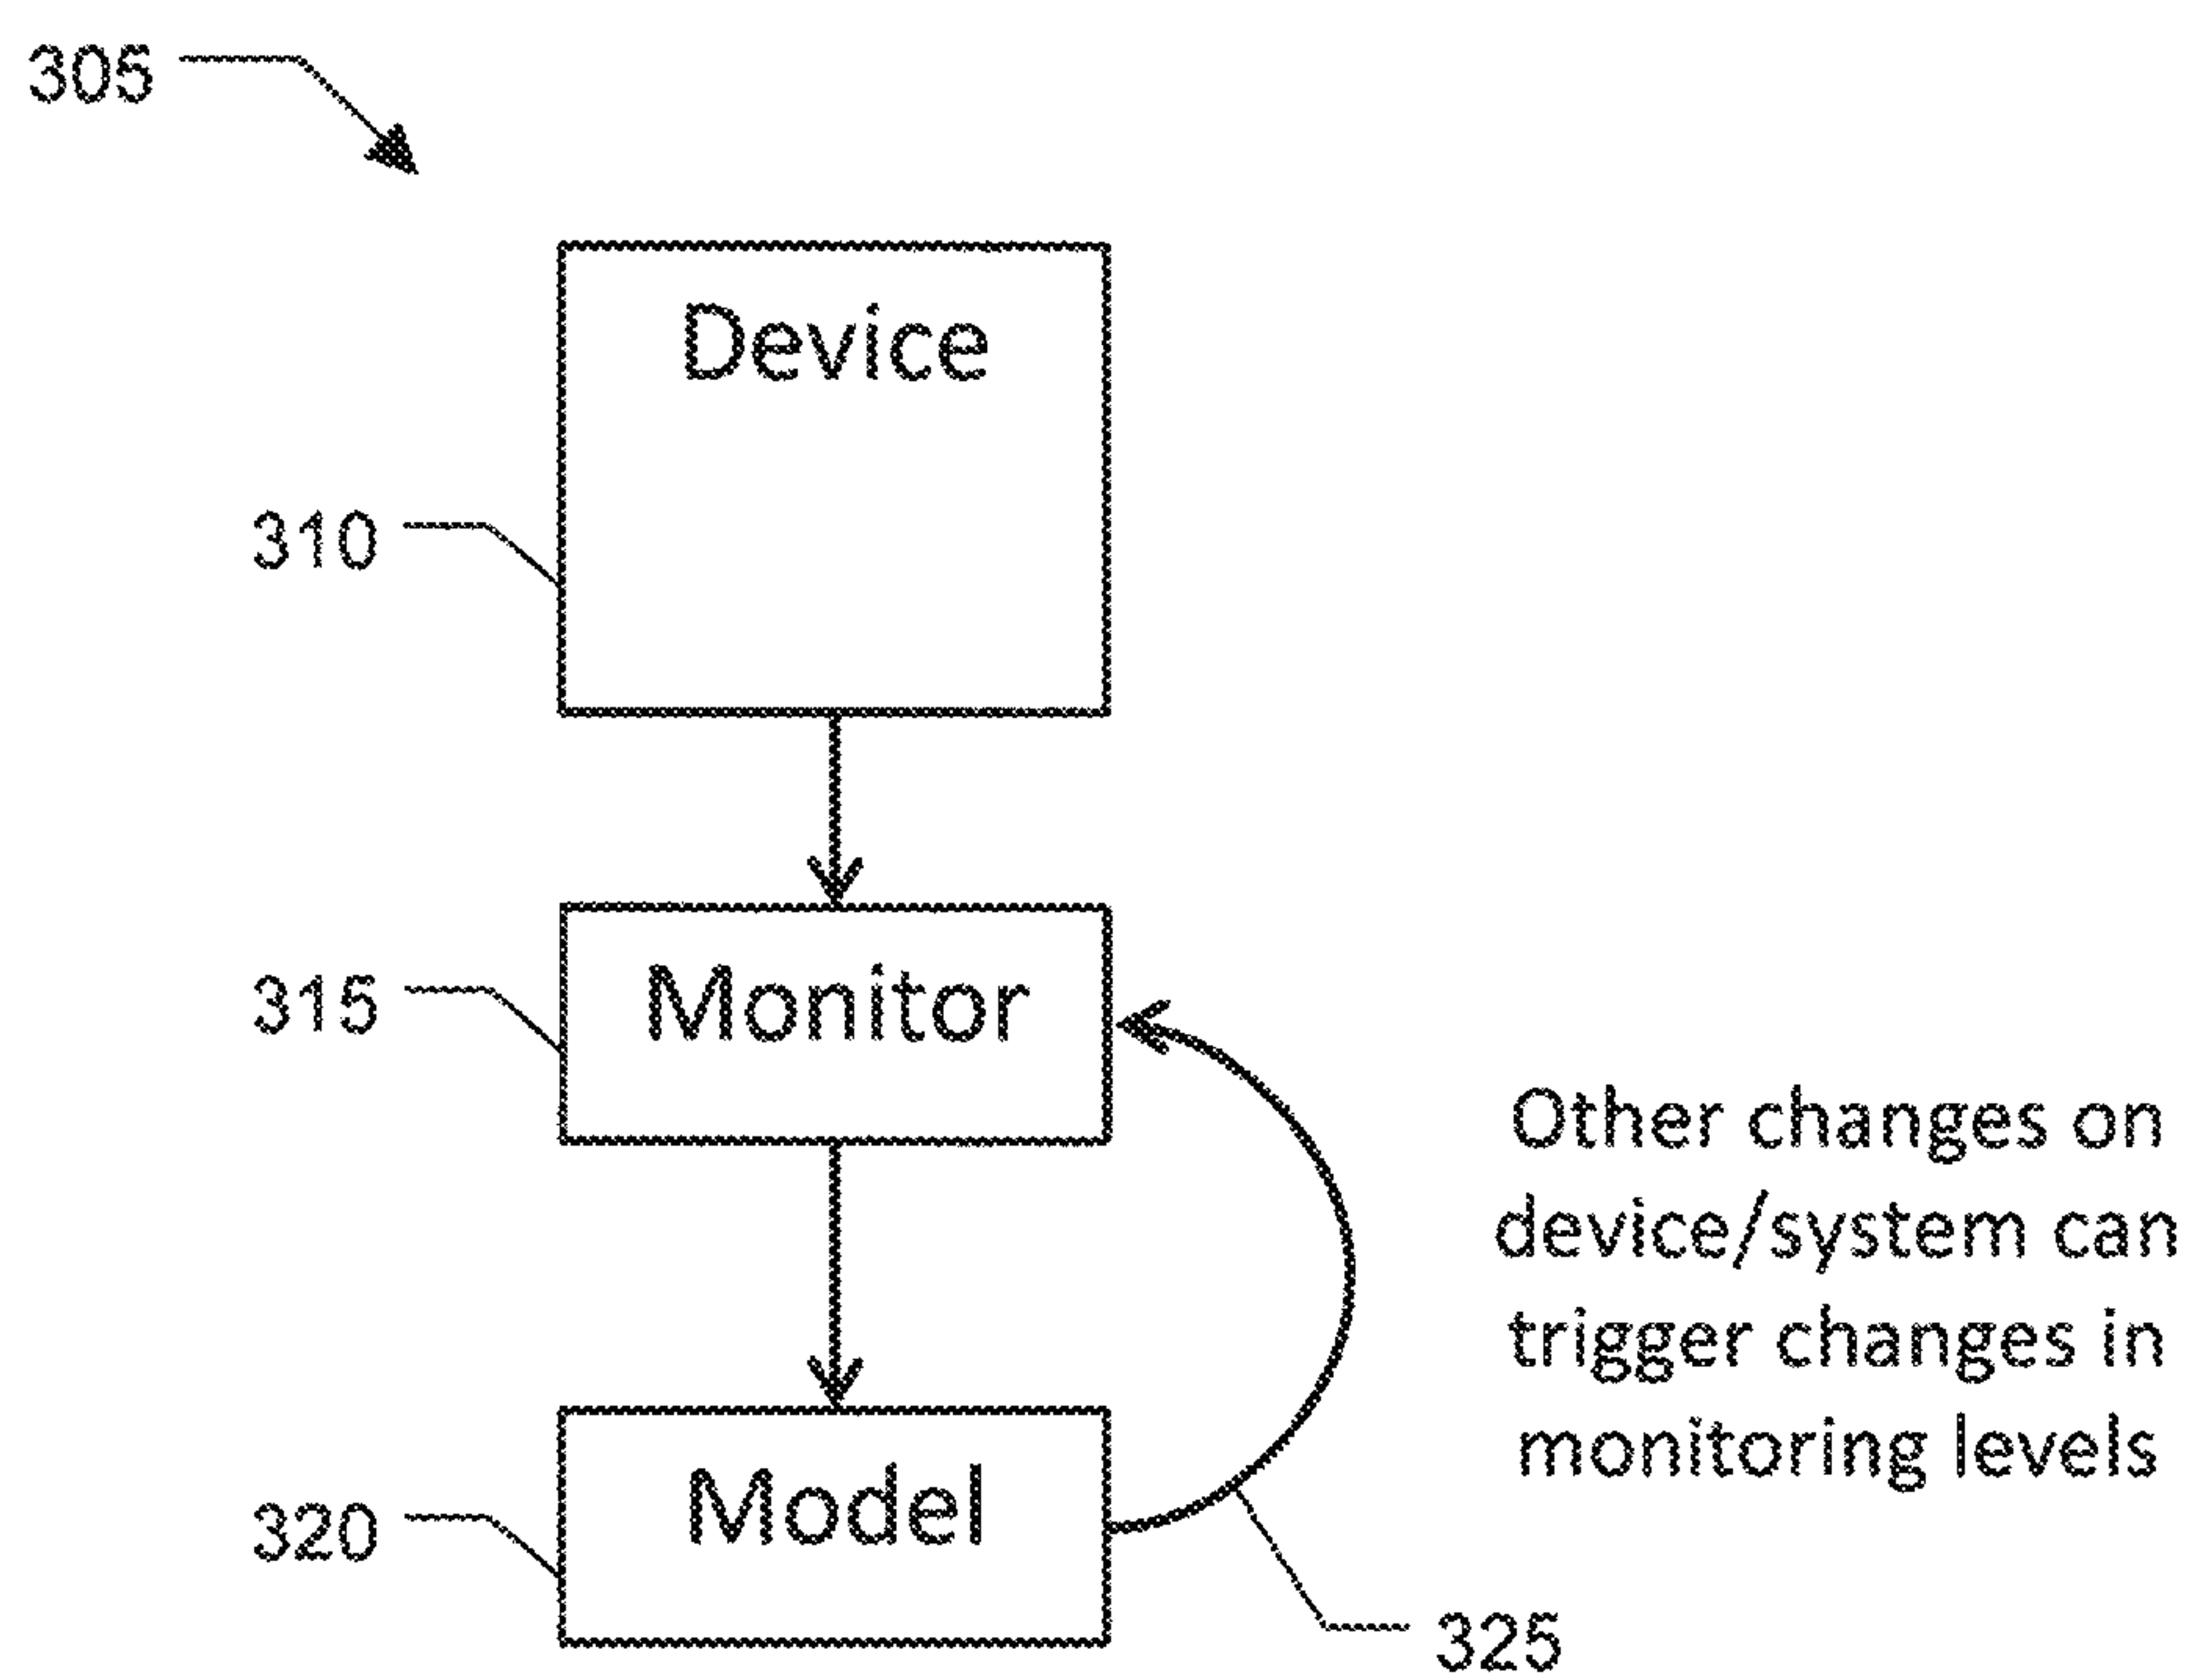 305
Device
310
Monitor
315
Other changes on
device/system can
trigger changes in
monitoring levels
Model
320
325